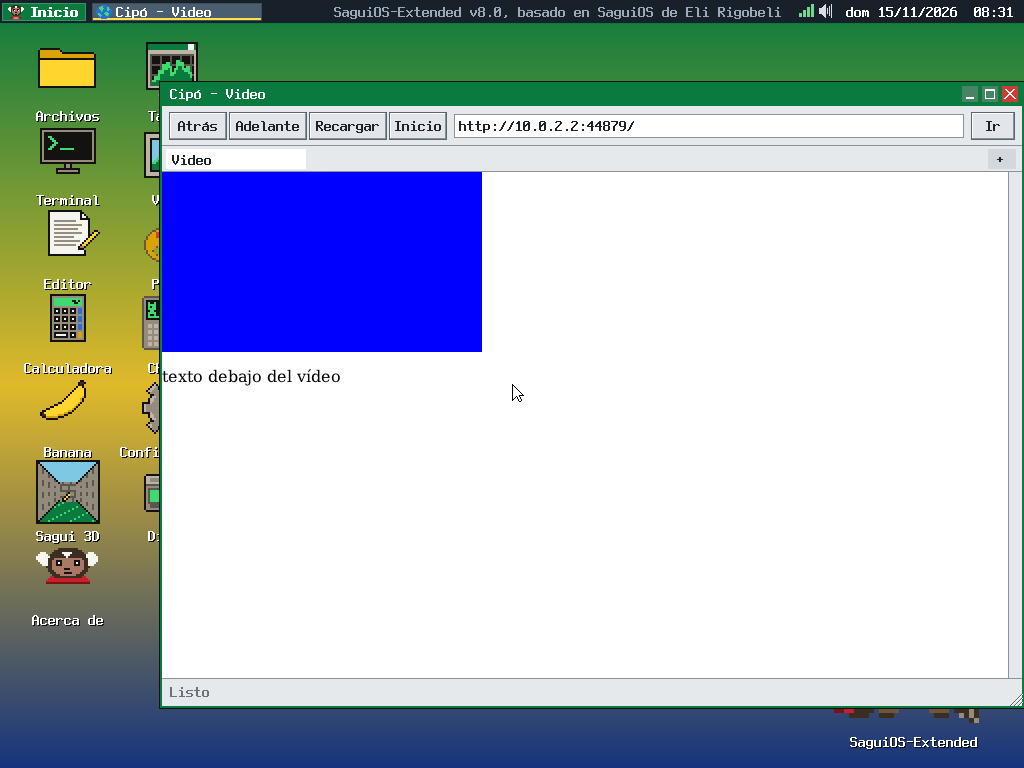 Inicio
Cipó - Video
SaguiOS-Extended v8.0, basado en SaguiOS de Eli Rigobeli
dom 15/11/2026 08:31
Archivos
Terminal
Editor
Calculadora
Banana
Confi
Sagui 3D
Acerca de
Cipó - Video
Atrás Adelante Recargar Inicio http://10.0.2.2:44879/ Ir
Video +
texto debajo del vídeo
Listo
SaguiOS-Extended